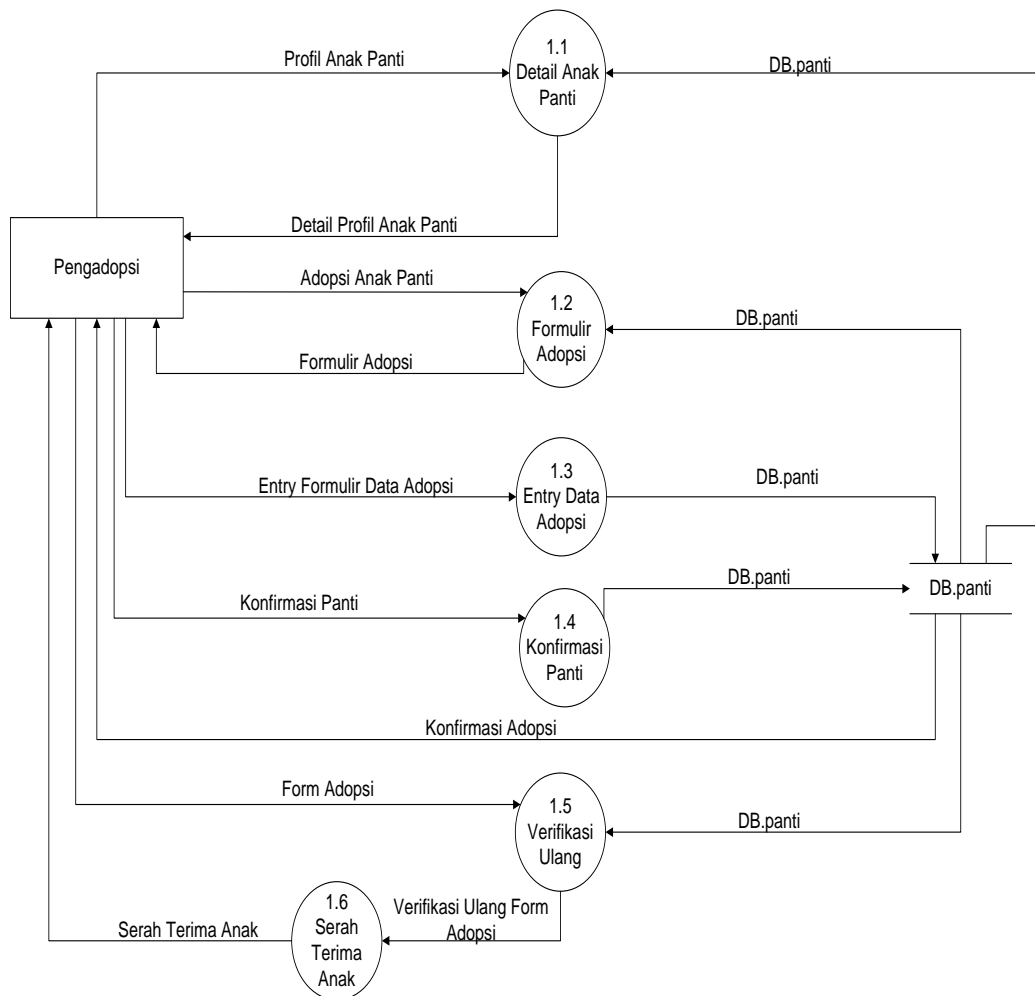 Profil Anak Panti
1.1
Detail Anak
Panti
DB.panti
Detail Profil Anak Panti
Pengadopsi
Adopsi Anak Panti
1.2
Formulir
Adopsi
DB.panti
Formulir Adopsi
Entry Formulir Data Adopsi
1.3
Entry Data
Adopsi
DB.panti
Konfirmasi Panti
1.4
Konfirmasi
Panti
DB.panti
DB.panti
Konfirmasi Adopsi
Form Adopsi
1.5
Verifikasi
Ulang
DB.panti
Serah Terima Anak
1.6
Serah
Terima
Anak
Verifikasi Ulang Form
Adopsi